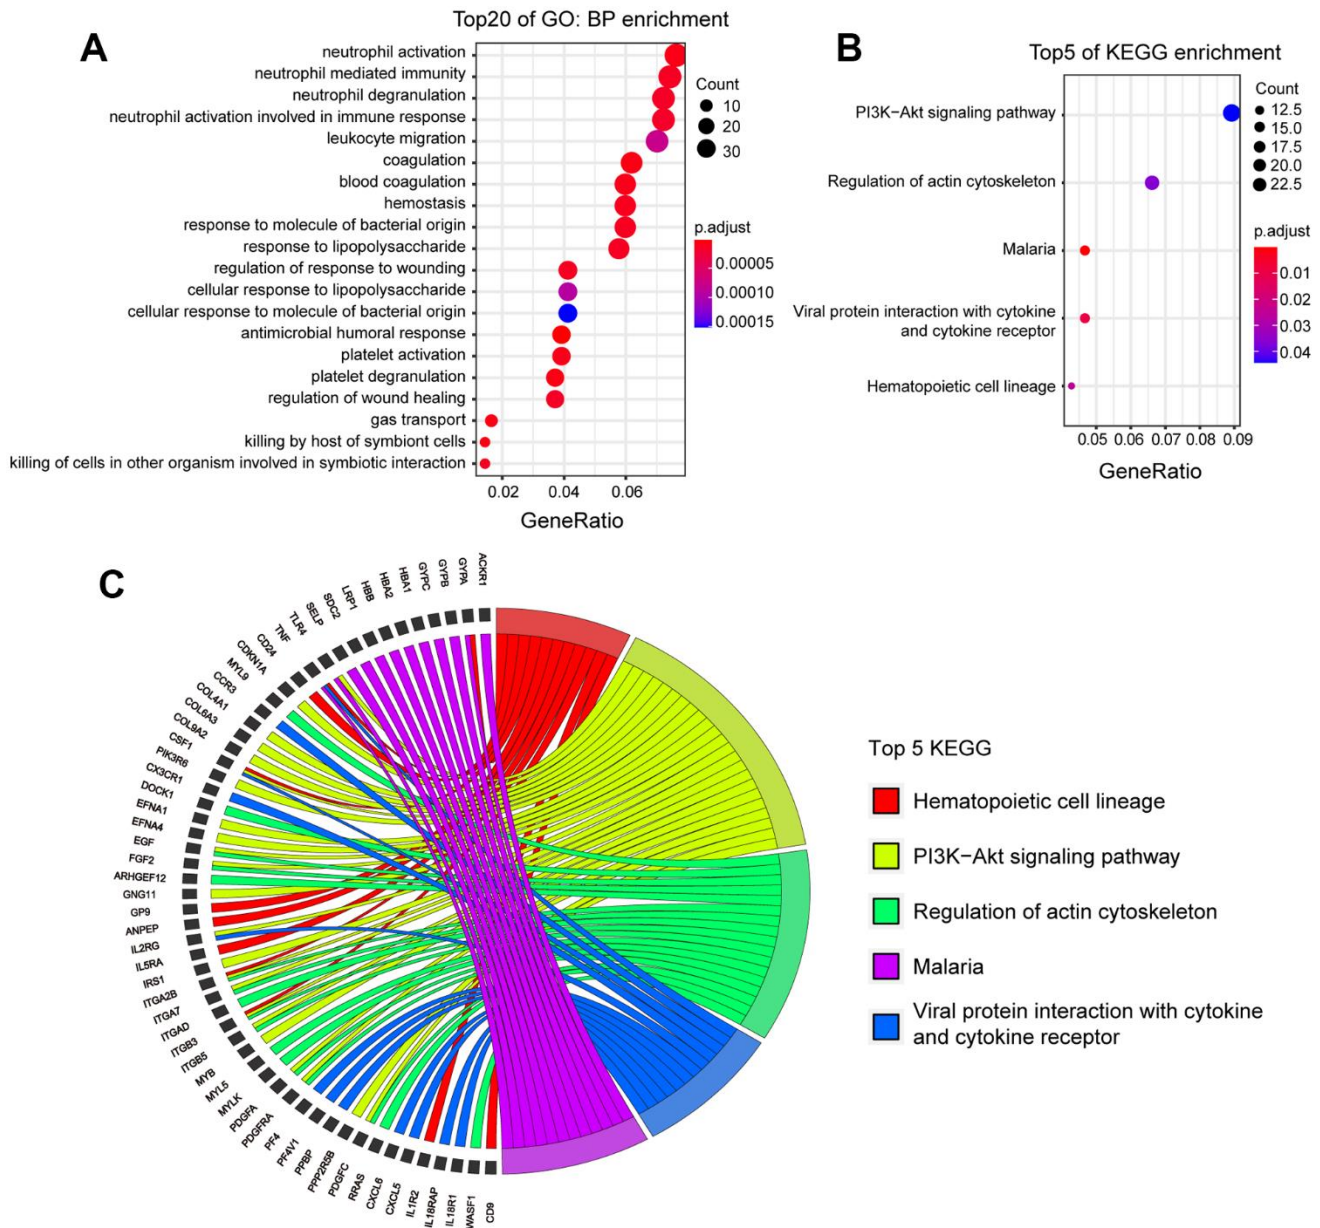 A
Top20 of GO: BP enrichment
neutrophil activation
neutrophil mediated immunity
neutrophil degranulation
neutrophil activation involved in immune response
leukocyte migration
coagulation
blood coagulation
hemostasis
response to molecule of bacterial origin
response to lipopolysaccharide
regulation of response to wounding
cellular response to lipopolysaccharide
cellular response to molecule of bacterial origin
antimicrobial humoral response
platelet activation
platelet degranulation
regulation of wound healing
gas transport
killing by host of symbiont cells
killing of cells in other organism involved in symbiotic interaction
0.02 0.04 0.06
GeneRatio
Count
10
20
30
p.adjust
0.00005
0.00010
0.00015
B
Top5 of KEGG enrichment
PI3K−Akt signaling pathway
Regulation of actin cytoskeleton
Malaria
Viral protein interaction with cytokine
and cytokine receptor
Hematopoietic cell lineage
0.05 0.06 0.07 0.08 0.09
GeneRatio
Count
12.5
15.0
17.5
20.0
22.5
p.adjust
0.01
0.02
0.03
0.04
C
ACKR1
GYPA
GYPB
GYPC
HBA1
HBA2
HBB
LRP1
SDC2
SELP
TLR4
TNF
CD24
CDKN1A
MYL9
CCR3
COL4A1
COL6A3
COL9A2
CSF1
PIK3R6
CX3CR1
DOCK1
EFNA1
EFNA4
EGF
FGF2
ARHGEF12
GNG11
GP9
ANPEP
IL2RG
IL5RA
IRS1
ITGA2B
ITGA7
ITGAD
ITGB3
ITGB5
MYB
MYL5
MYLK
PDGFA
PDGFRA
PF4
PF4V1
PPBP
PPP2R5B
PDGFC
RRAS
CXCL6
CXCL5
IL1R2
IL18RAP
IL18R1
WASF1
CD9
Top 5 KEGG
Hematopoietic cell lineage
PI3K−Akt signaling pathway
Regulation of actin cytoskeleton
Malaria
Viral protein interaction with cytokine
and cytokine receptor